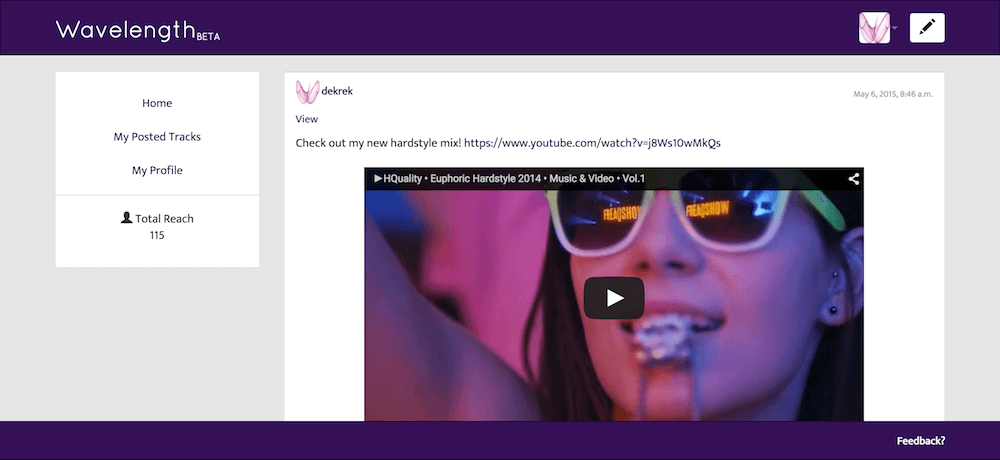 Wavelength BETA
Home
My Posted Tracks
My Profile
Total Reach
115
dekrek
May 6, 2015, 8:46 a.m.
View
Check out my new hardstyle mix! https://www.youtube.com/watch?v=j8Ws10wMkQs
►HQuality • Euphoric Hardstyle 2014 • Music & Video • Vol.1
FREAQSHOW FREAQSHOW
Feedback?